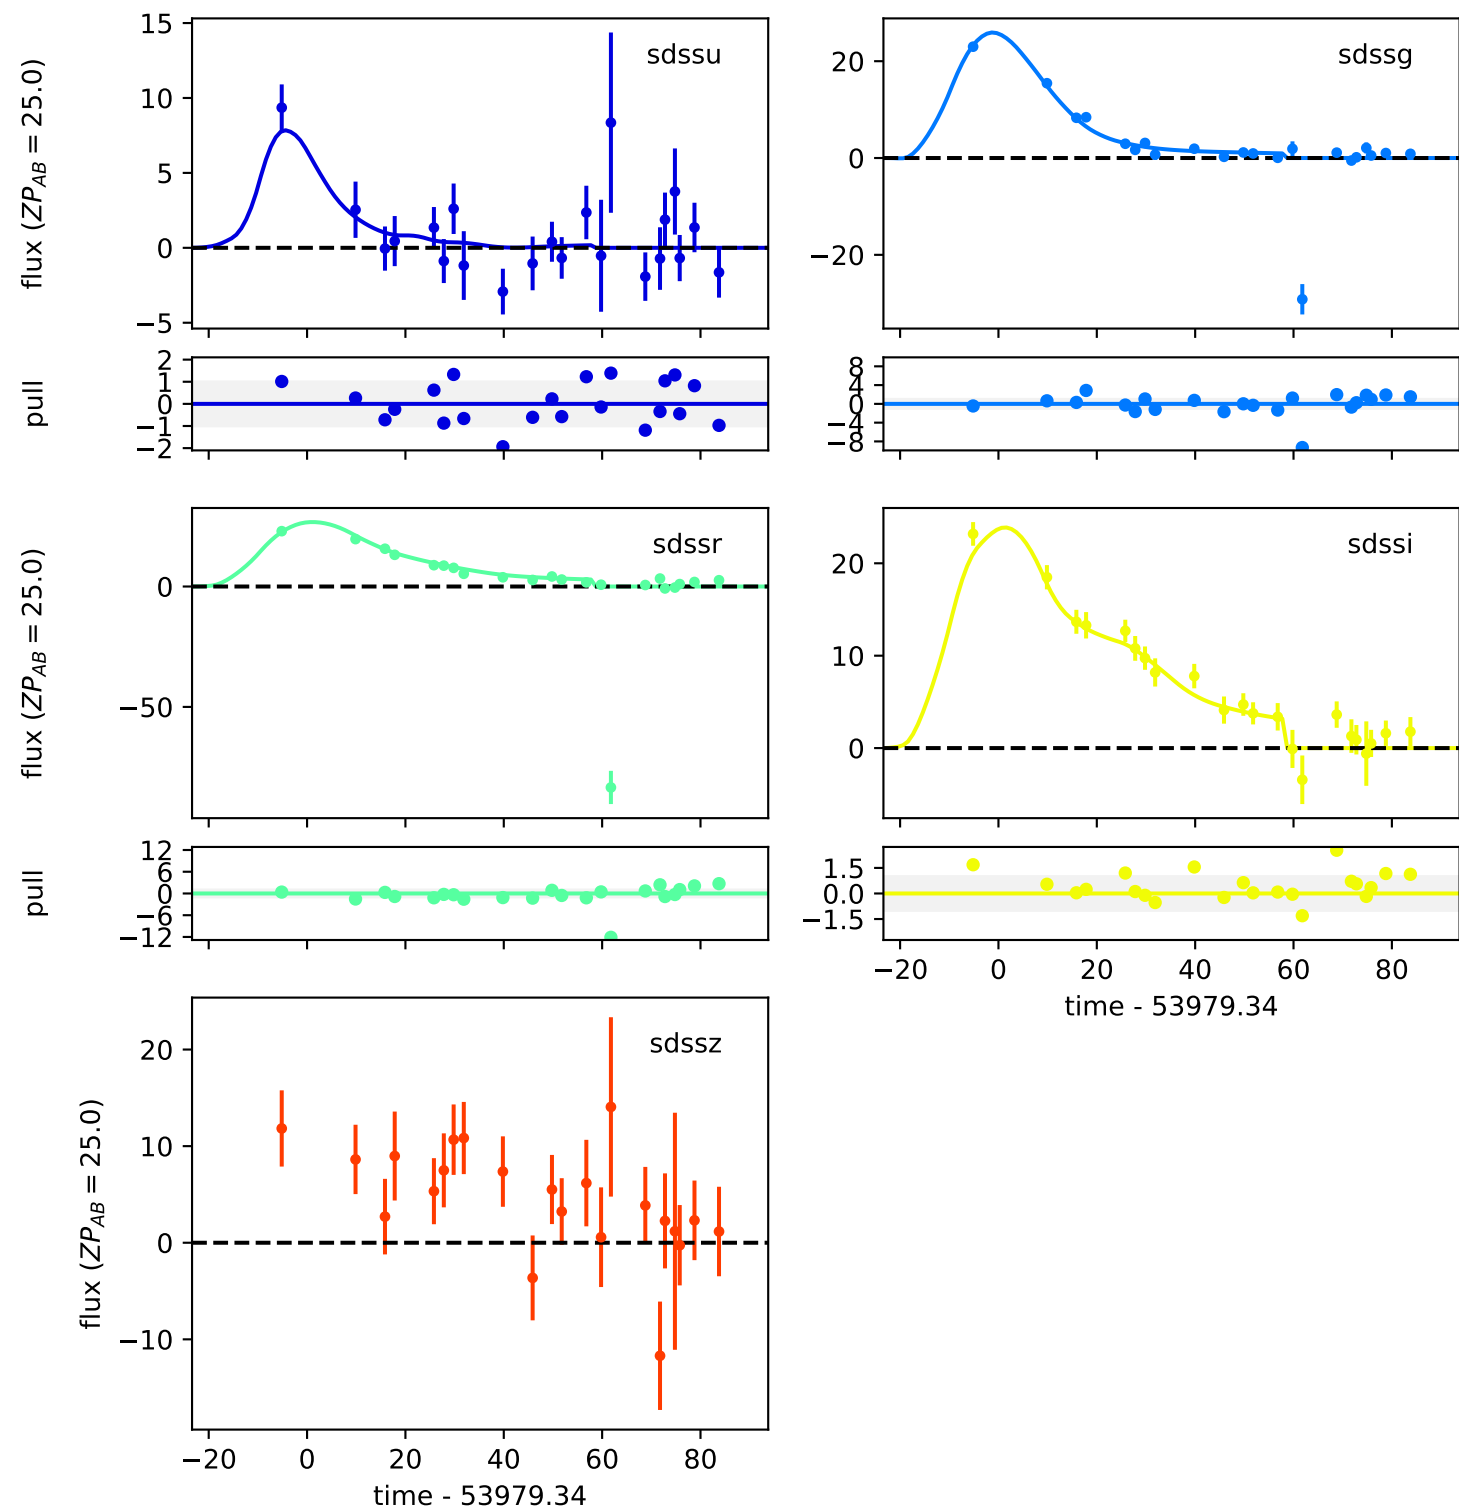 flux (ZP_AB = 25.0)
15
10
5
0
−5
sdssu
20
0
−20
sdssg
pull
2
1
0
−1
−2
8
4
0
−4
−8
flux (ZP_AB = 25.0)
0
−50
sdssr
20
10
0
sdssi
pull
12
6
0
−6
−12
1.5
0.0
−1.5
−20 0 20 40 60 80
time - 53979.34
flux (ZP_AB = 25.0)
20
10
0
−10
sdssz
−20 0 20 40 60 80
time - 53979.34